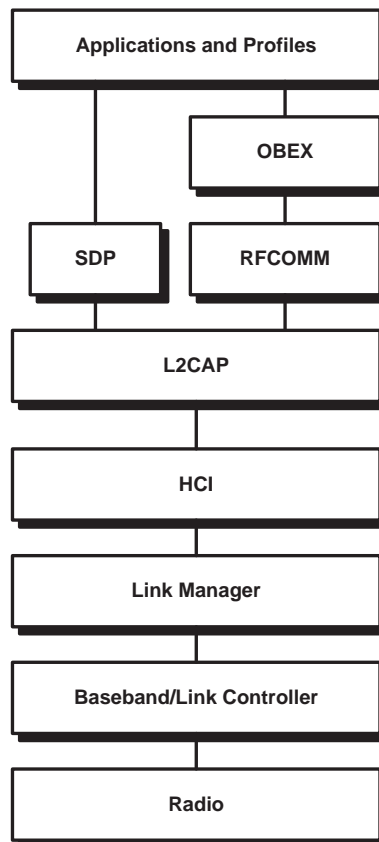 Applications and Profiles
OBEX
SDP
RFCOMM
L2CAP
HCI
Link Manager
Baseband/Link Controller
Radio